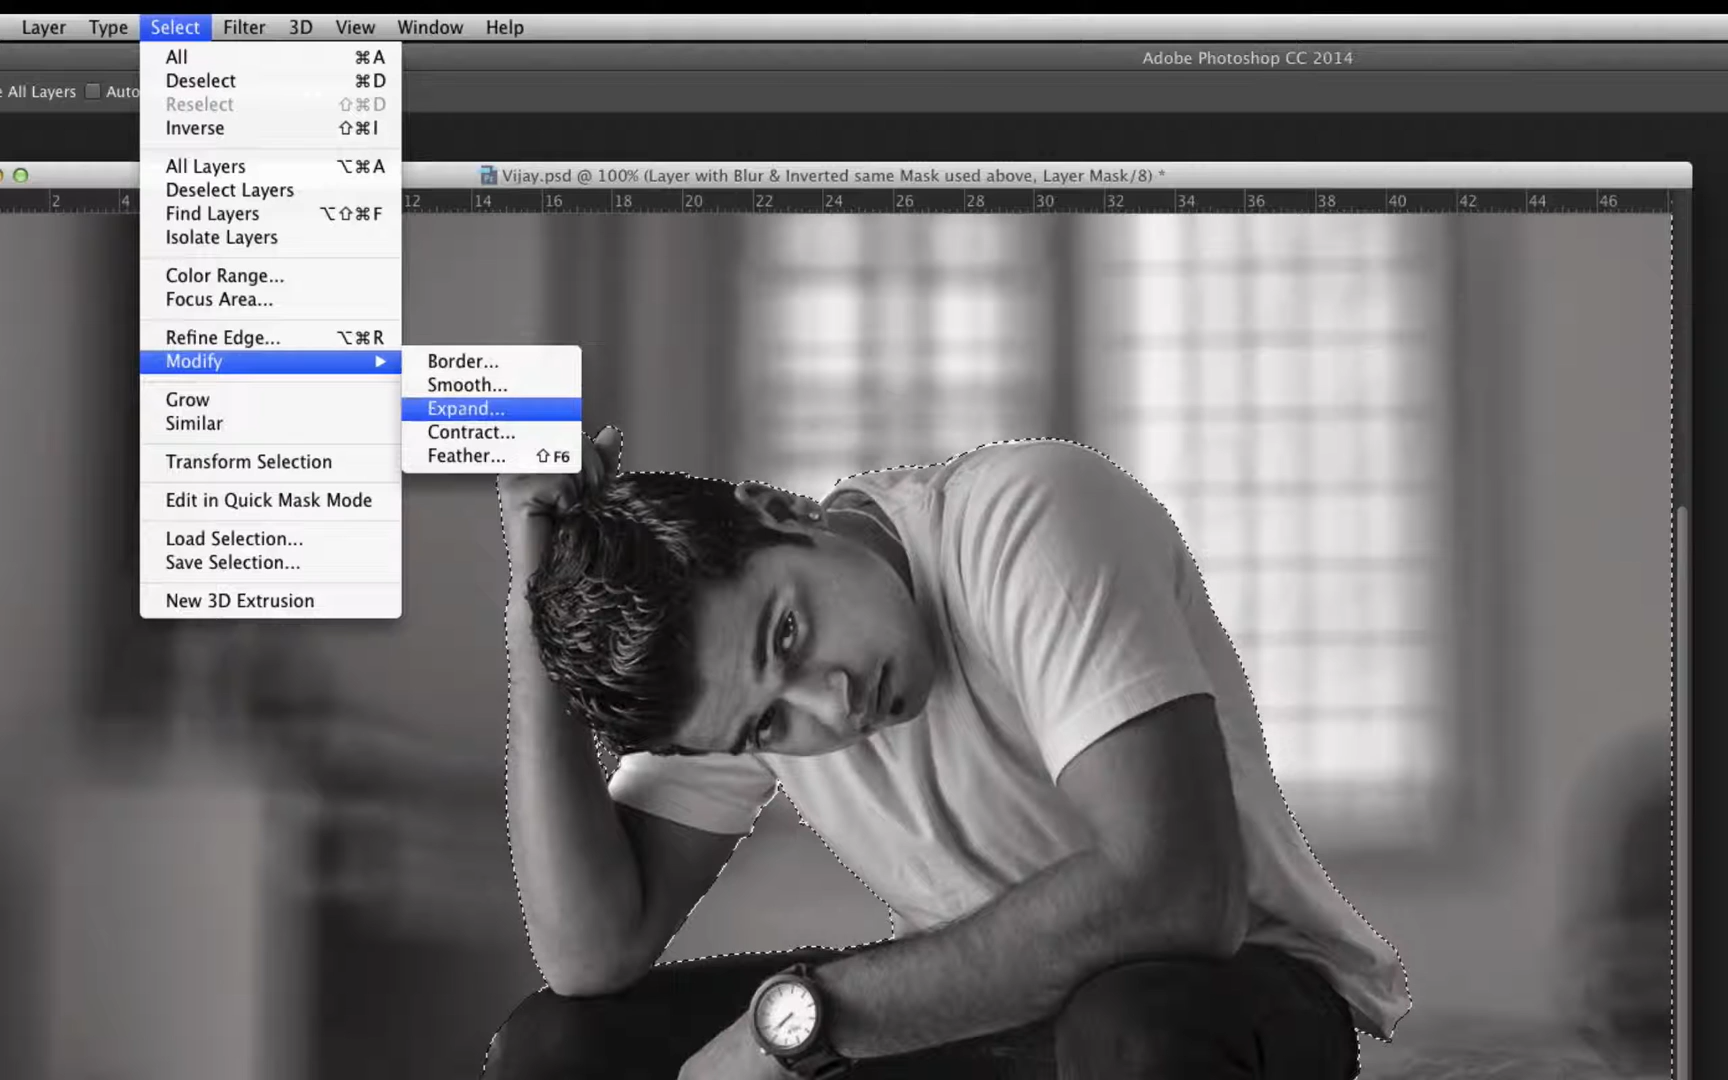 Layer Type Select Filter 3D View Window Help
Adobe Photoshop CC 2014
All Layers Auto
All ⌘A
Deselect ⌘D
Reselect ⇧⌘D
Inverse ⇧⌘I
All Layers ⌥⌘A
Deselect Layers
Find Layers ⌥⇧⌘F
Isolate Layers
Color Range...
Focus Area...
Refine Edge... ⌥⌘R
Modify ▶
Grow
Similar
Transform Selection
Edit in Quick Mask Mode
Load Selection...
Save Selection...
New 3D Extrusion
Border...
Smooth...
Expand...
Contract...
Feather... ⇧F6
Vijay.psd @ 100% (Layer with Blur & Inverted same Mask used above, Layer Mask/8) *
2 4 12 14 16 18 20 22 24 26 28 30 32 34 36 38 40 42 44 46